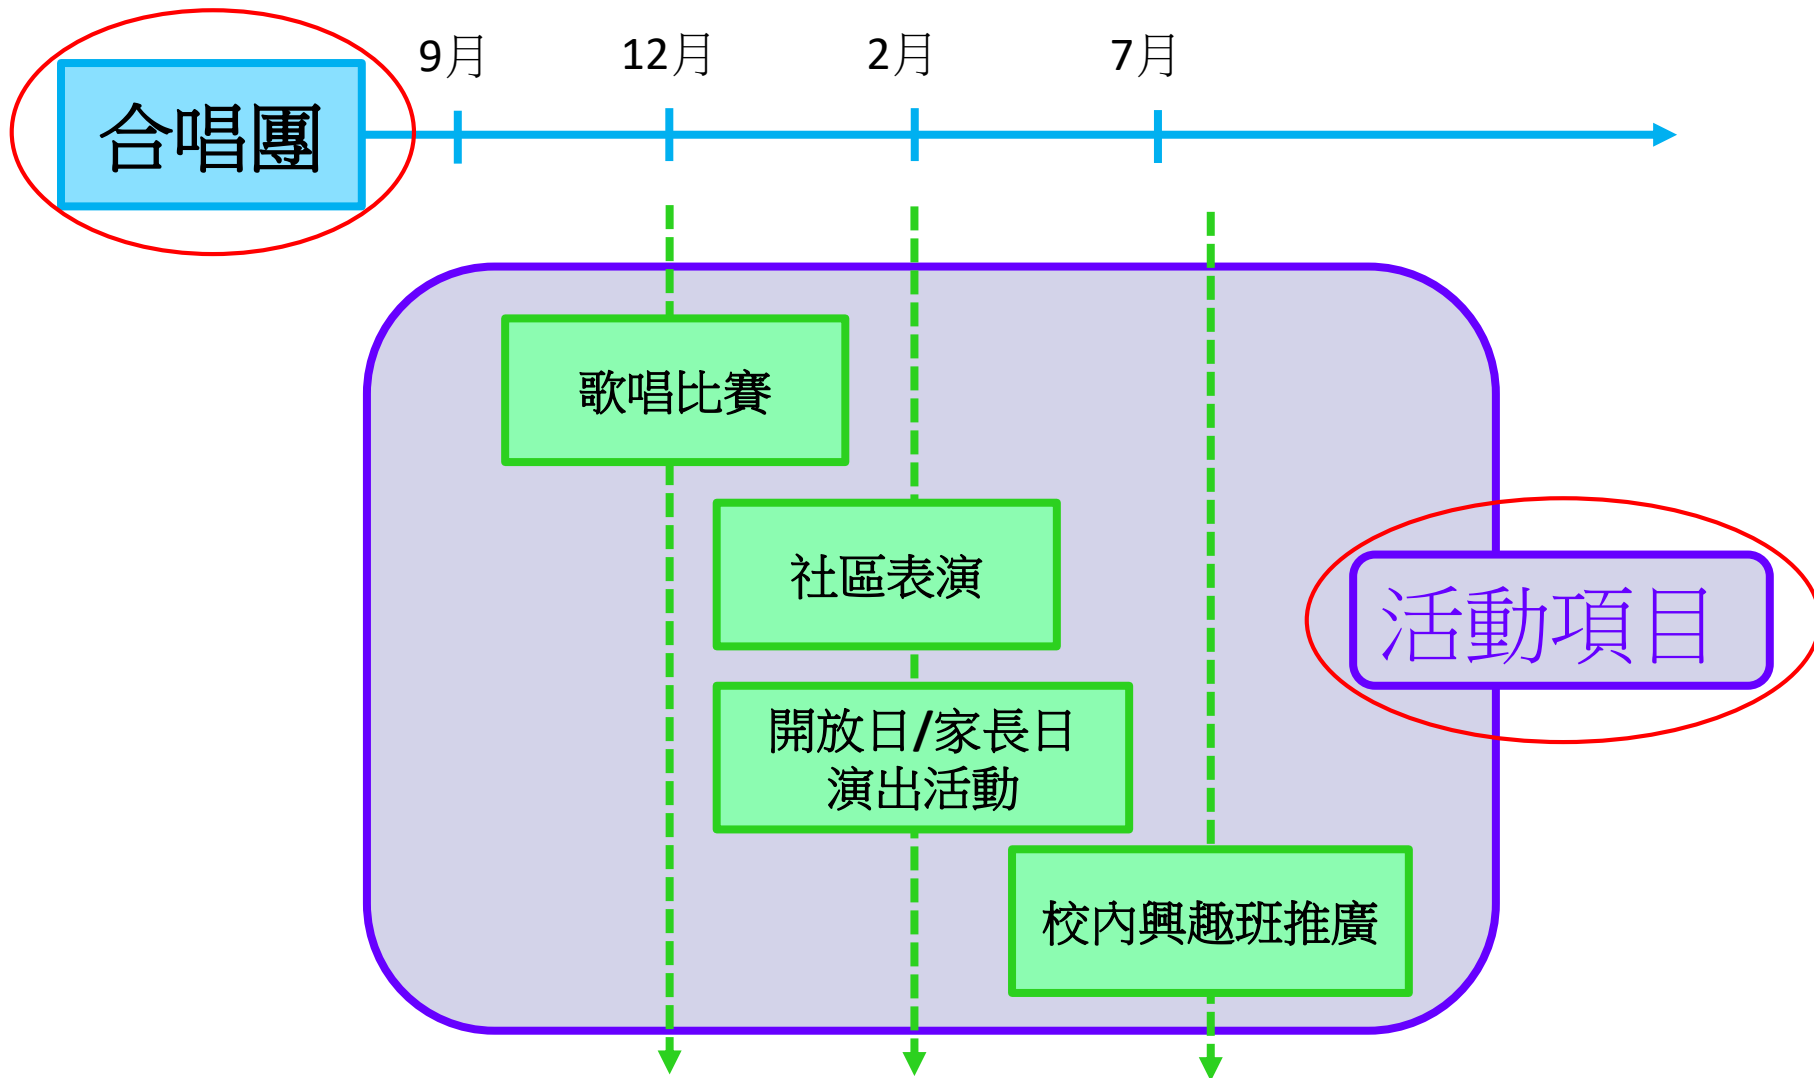 合唱團
9月
12月
2月
7月
歌唱比賽
社區表演
開放日/家長日
演出活動
校內興趣班推廣
活動項目